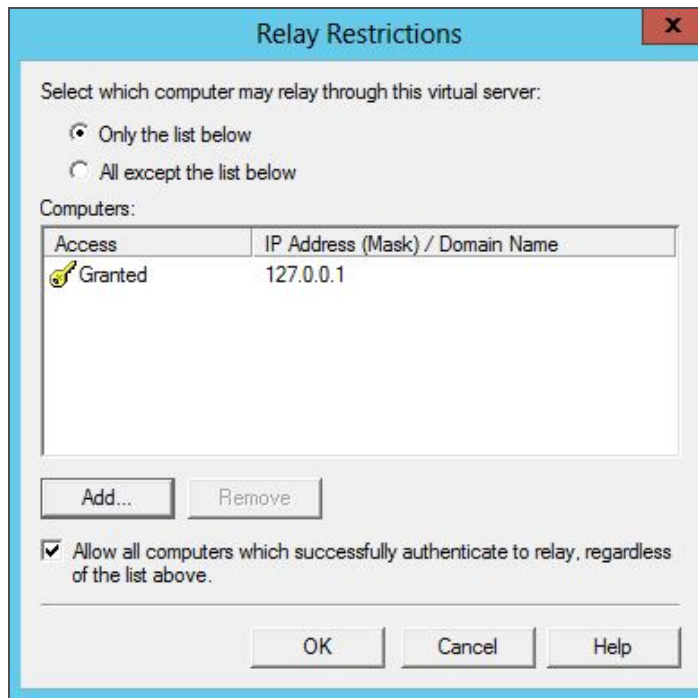 Relay Restrictions
x
Select which computer may relay through this virtual server:
Only the list below
All except the list below
Computers:
Access IP Address (Mask) / Domain Name
Granted 127.0.0.1
Add... Remove
Allow all computers which successfully authenticate to relay, regardless
of the list above.
OK Cancel Help